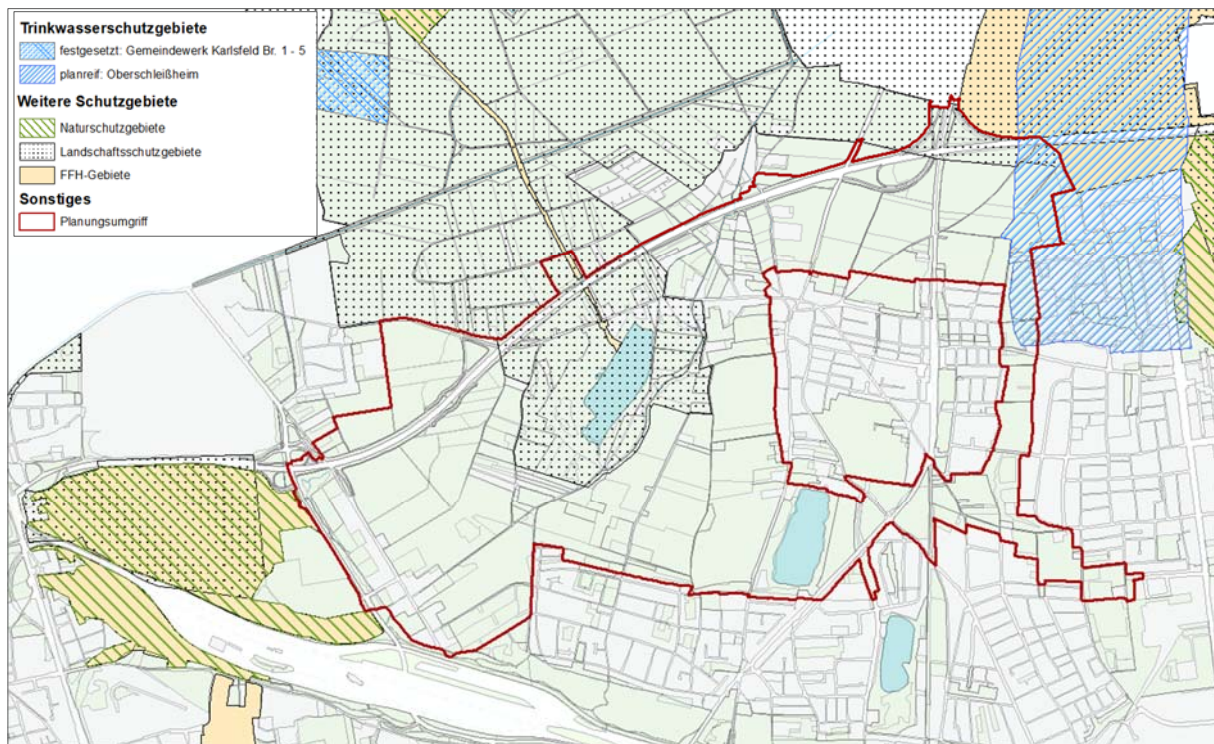 Trinkwasserschutzgebiete
festgesetzt: Gemeindewerk Karlsfeld Br. 1 - 5
planreif: Oberschleißheim
Weitere Schutzgebiete
Naturschutzgebiete
Landschaftsschutzgebiete
FFH-Gebiete
Sonstiges
Planungsumgriff